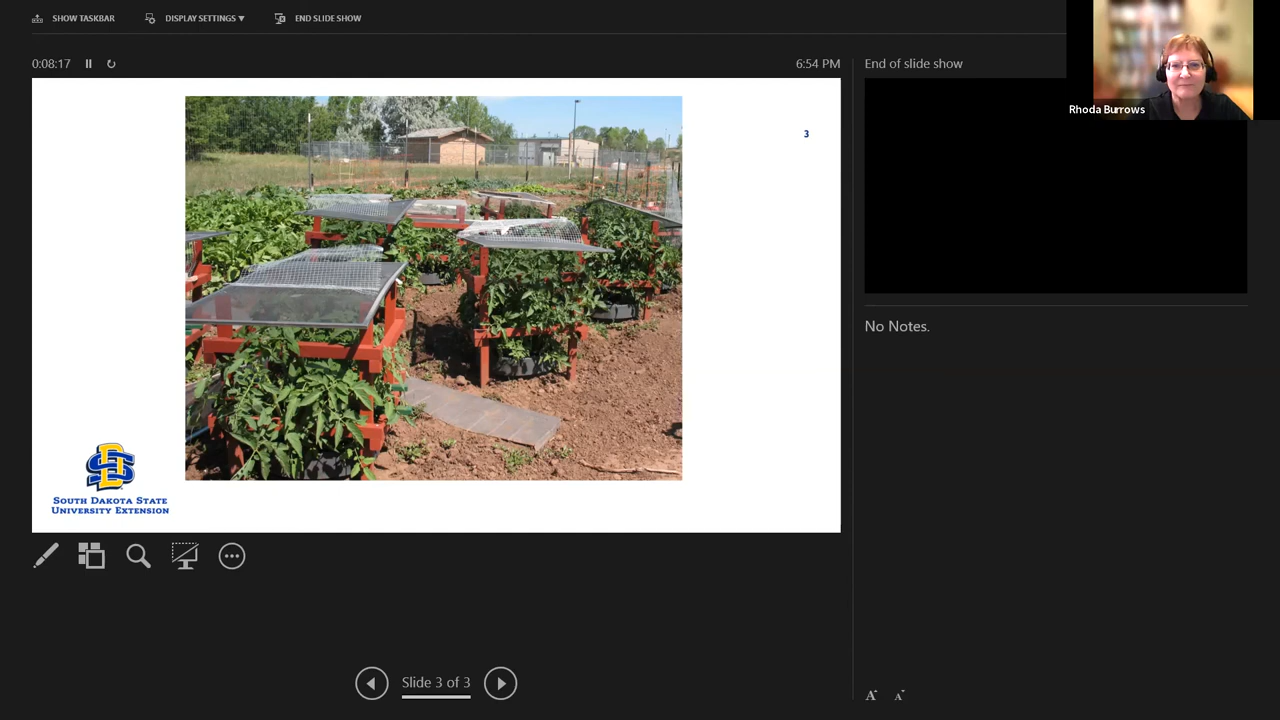 SHOW TASKBAR
DISPLAY SETTINGS ▼
END SLIDE SHOW
0:08:17
6:54 PM
End of slide show
Rhoda Burrows
3
No Notes.
SOUTH DAKOTA STATE
UNIVERSITY EXTENSION
Slide 3 of 3
A A